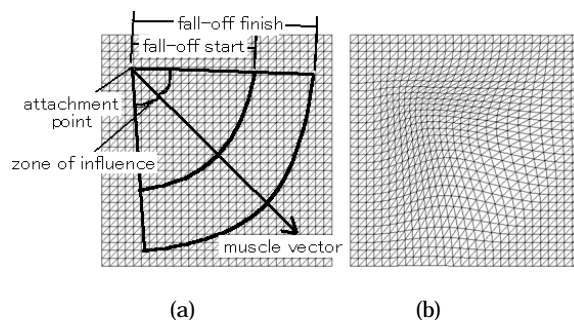 fall-off finish
fall-off start
attachment
point
zone of influence
muscle vector
(a)
(b)